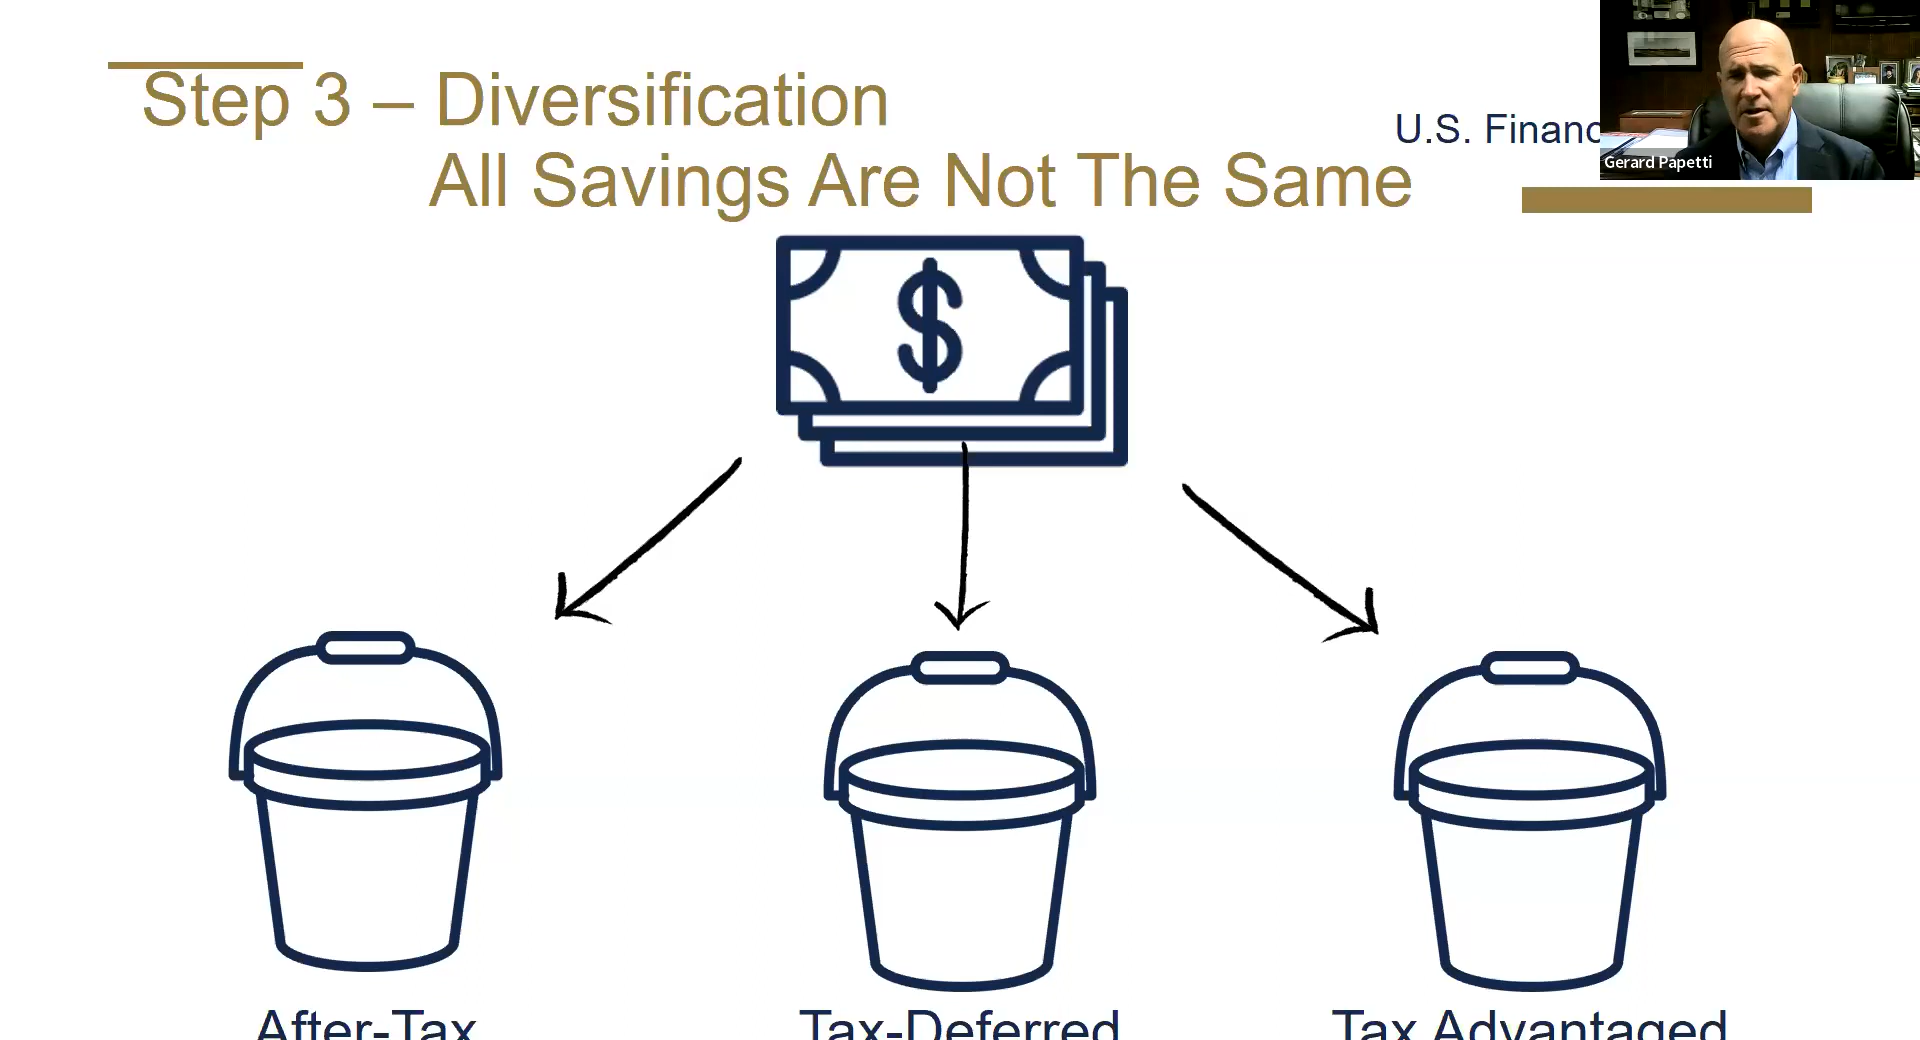 Step 3 – Diversification
All Savings Are Not The Same
U.S. Financ
Gerard Papetti
$
After-Tax
Tax-Deferred
Tax Advantaged